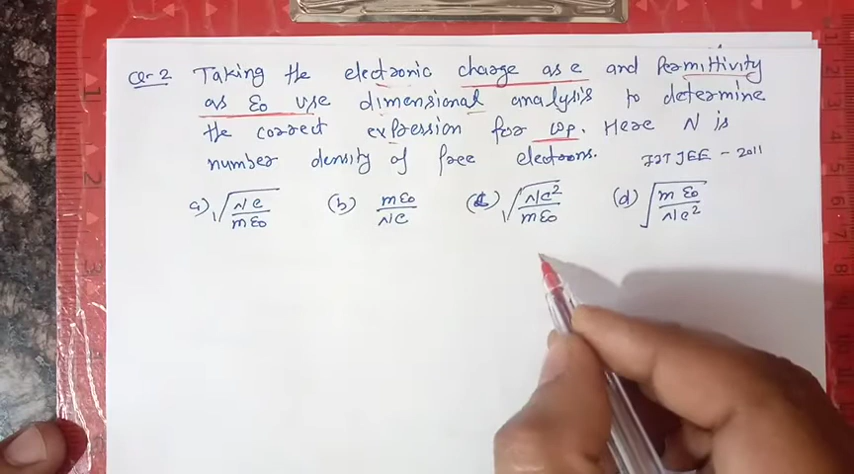 Qr-2 Taking the electronic charge as e and Permittivity
as ε₀ use dimensional analysis to determine
the correct expression for ωp. Here N is
number density of free electrons. IIT JEE - 2011
a) √(Ne/mε₀) (b) mε₀/Ne (c) √(Ne²/mε₀) (d) √(mε₀/Ne²)